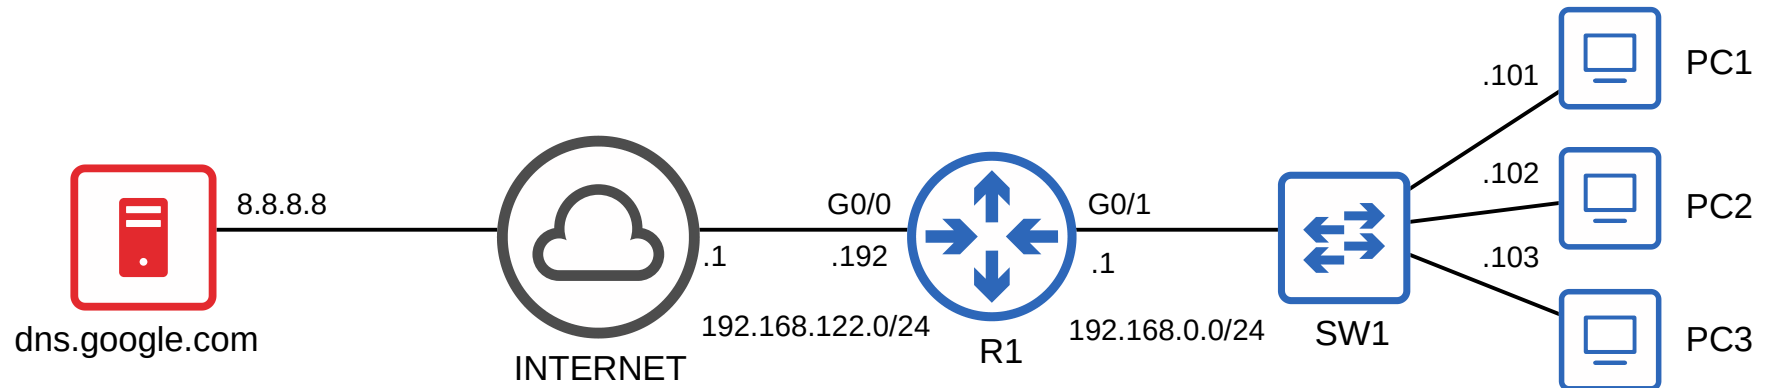 8.8.8.8
dns.google.com
INTERNET
.1
G0/0
.192
192.168.122.0/24
R1
G0/1
.1
192.168.0.0/24
SW1
.101
PC1
.102
PC2
.103
PC3